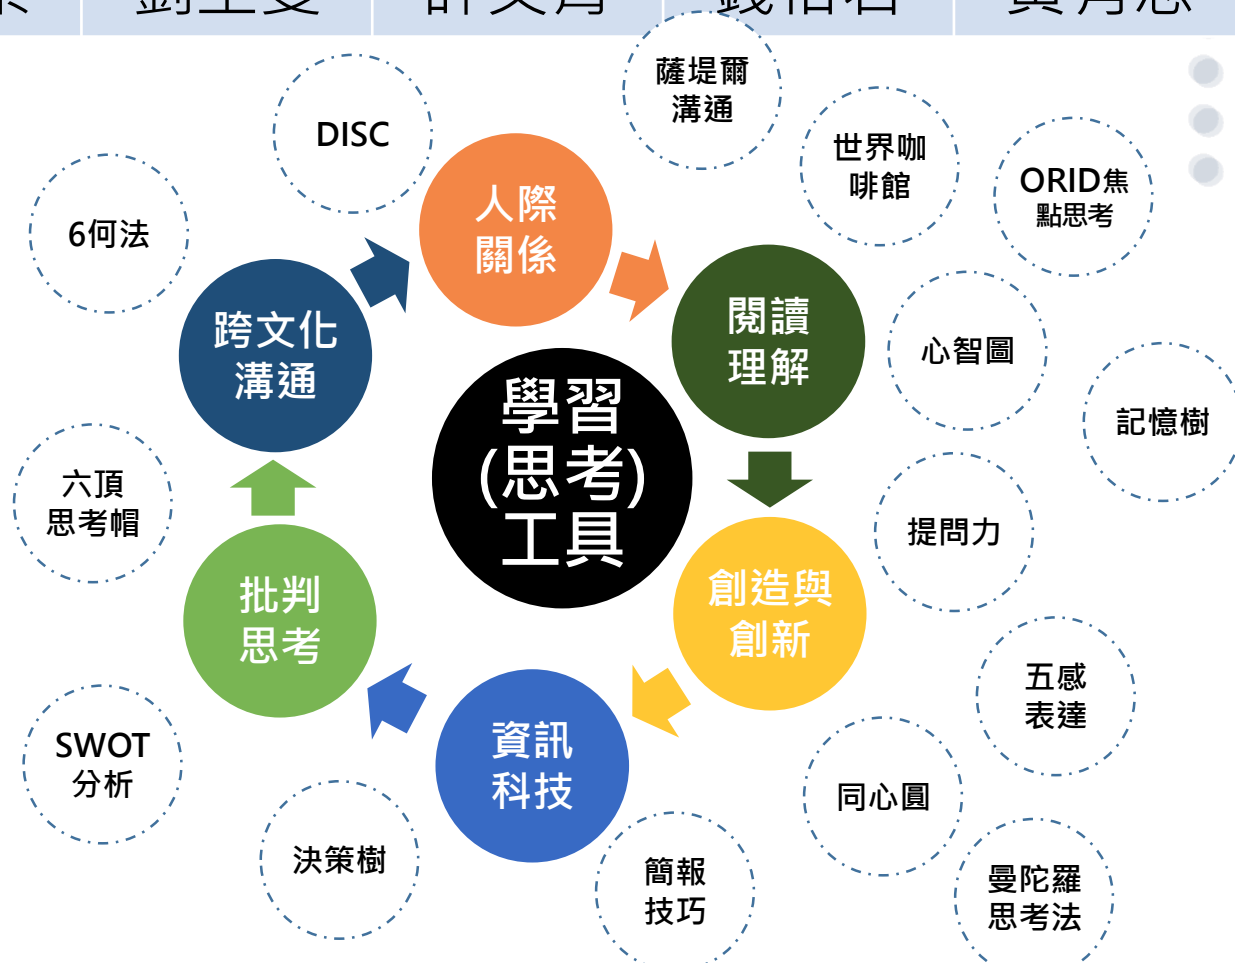 薩堤爾
溝通
DISC
世界咖
啡館
ORID焦
點思考
6何法
人際
關係
跨文化
溝通
閱讀
理解
心智圖
學習
(思考)
工具
記憶樹
六頂
思考帽
提問力
批判
思考
創造與
創新
五感
表達
SWOT
分析
資訊
科技
同心圓
決策樹
簡報
技巧
曼陀羅
思考法